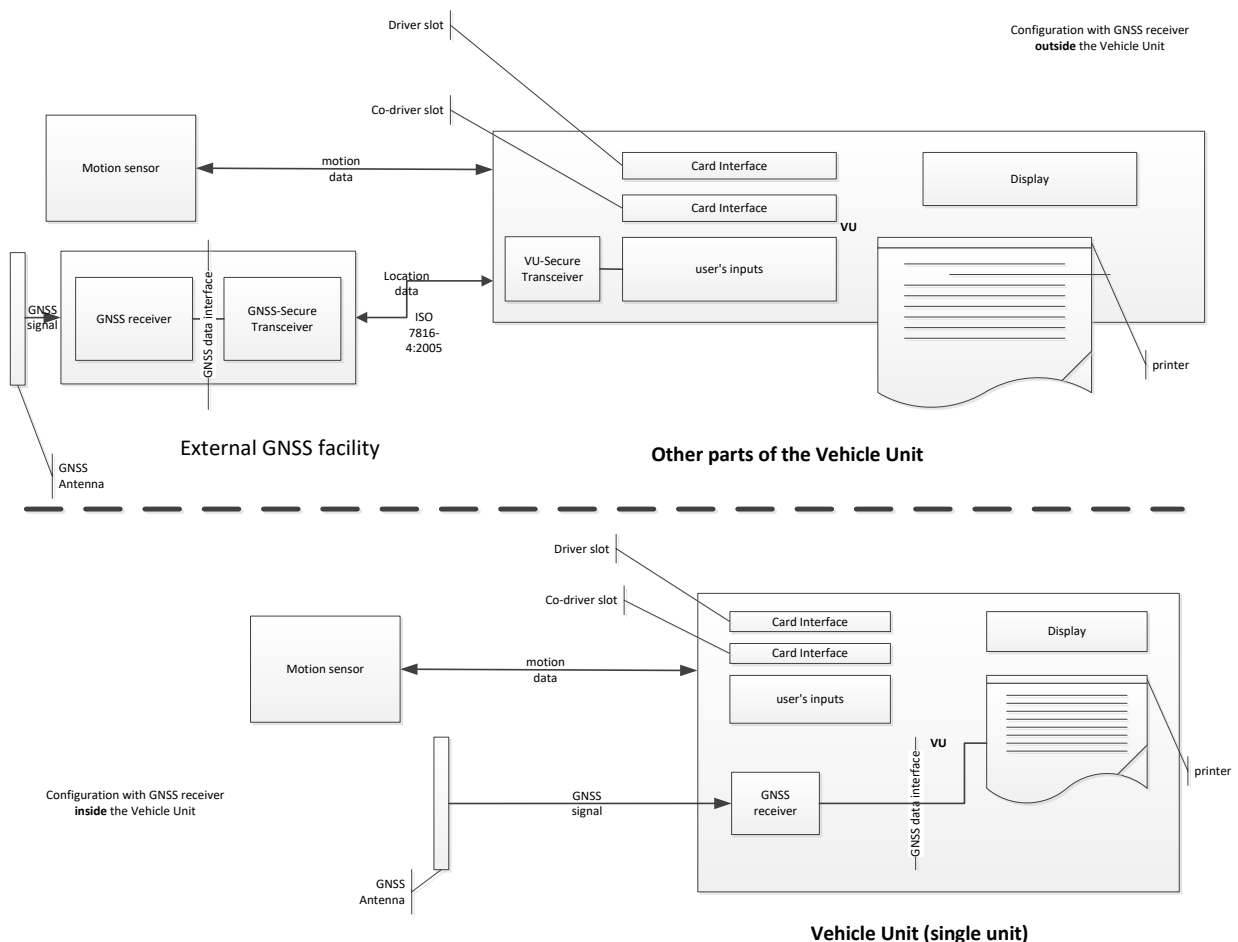 Driver slot
Configuration with GNSS receiver
outside the Vehicle Unit
Co-driver slot
Motion sensor
motion
data
Card Interface
Display
Card Interface
VU
VU-Secure
Transceiver
user's inputs
GNSS
signal
GNSS receiver
GNSS data interface
GNSS-Secure
Transceiver
Location
data
ISO
7816-
4:2005
printer
External GNSS facility
Other parts of the Vehicle Unit
GNSS
Antenna
Driver slot
Co-driver slot
Card Interface
Display
Card Interface
Motion sensor
motion
data
user's inputs
VU
printer
Configuration with GNSS receiver
inside the Vehicle Unit
GNSS
signal
GNSS
receiver
GNSS data interface
GNSS
Antenna
Vehicle Unit (single unit)